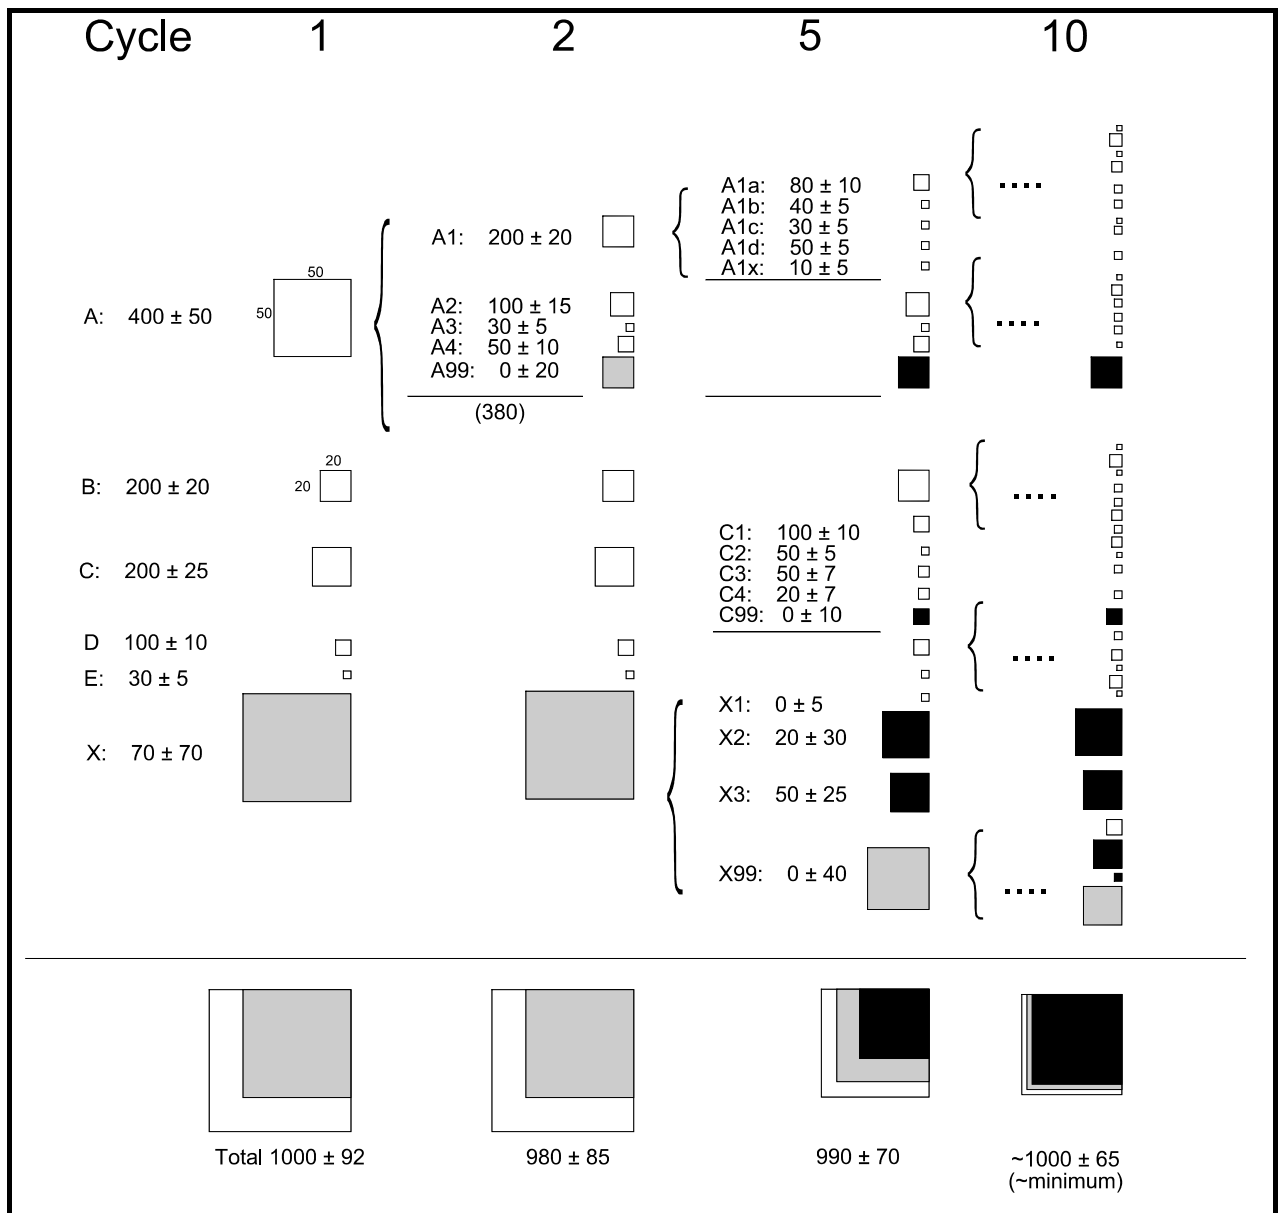 Cycle 1 2 5 10
A1a: 80 ± 10
A1b: 40 ± 5
A1c: 30 ± 5
A1d: 50 ± 5
A1x: 10 ± 5
....
A1: 200 ± 20
50
50
A: 400 ± 50
A2: 100 ± 15
A3: 30 ± 5
A4: 50 ± 10
A99: 0 ± 20
(380)
....
20
20
B: 200 ± 20
....
C: 200 ± 25
C1: 100 ± 10
C2: 50 ± 5
C3: 50 ± 7
C4: 20 ± 7
C99: 0 ± 10
D 100 ± 10
E: 30 ± 5
....
X: 70 ± 70
X1: 0 ± 5
X2: 20 ± 30
X3: 50 ± 25
X99: 0 ± 40
....
Total 1000 ± 92
980 ± 85
990 ± 70
~1000 ± 65
(~minimum)